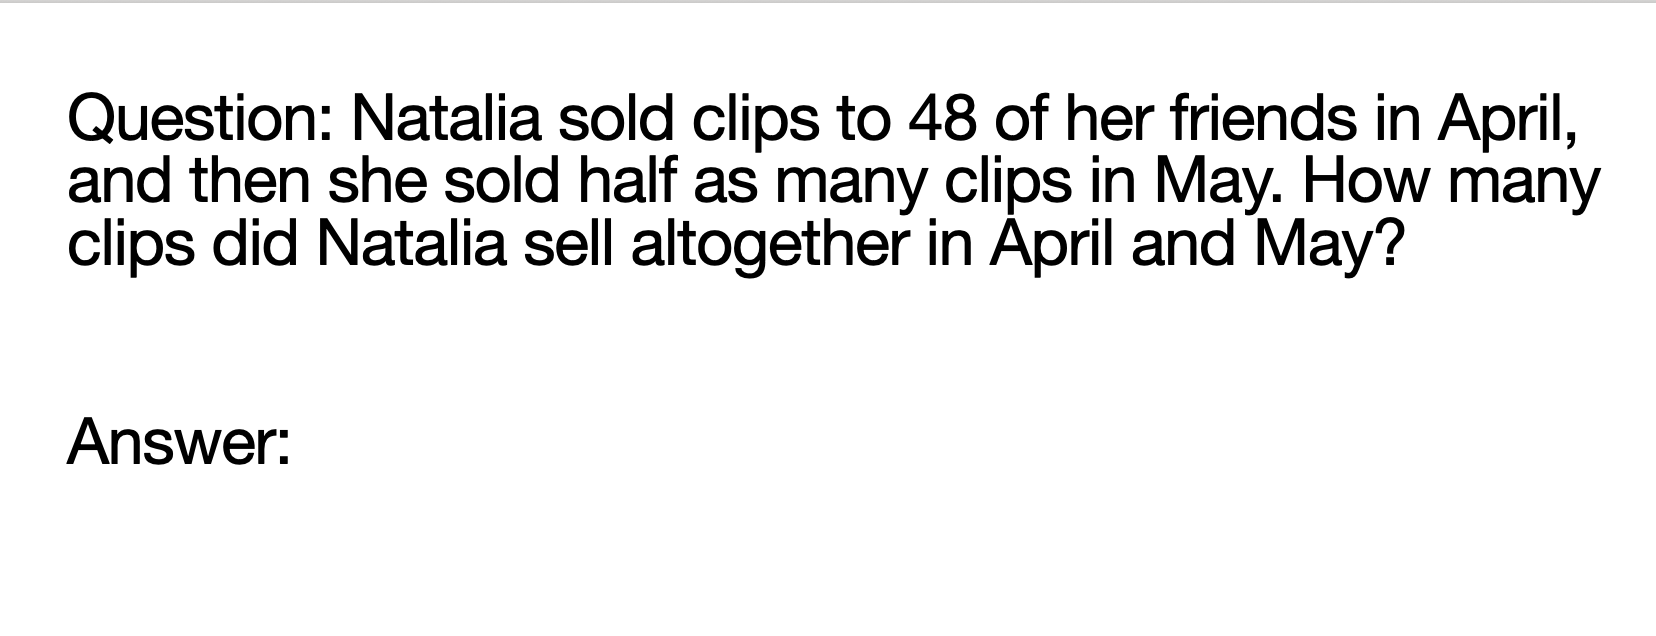 Question: Natalia sold clips to 48 of her friends in April,
and then she sold half as many clips in May. How many
clips did Natalia sell altogether in April and May?
Answer: